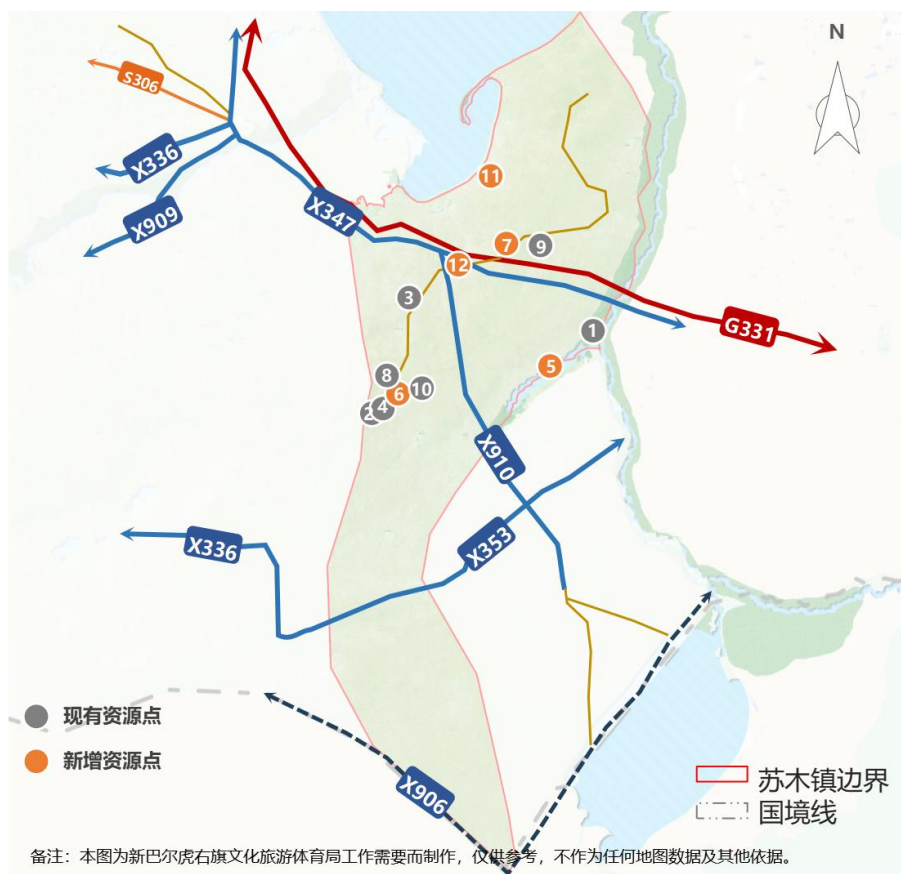 N
S306
X336
X909
X347
11
7
9
12
3
G331
1
5
8
10
6
4
2
X910
X336
X353
现有资源点
新增资源点
X906
苏木镇边界
国境线
备注：本图为新巴尔虎右旗文化旅游体育局工作需要而制作，仅供参考，不作为任何地图数据及其他依据。